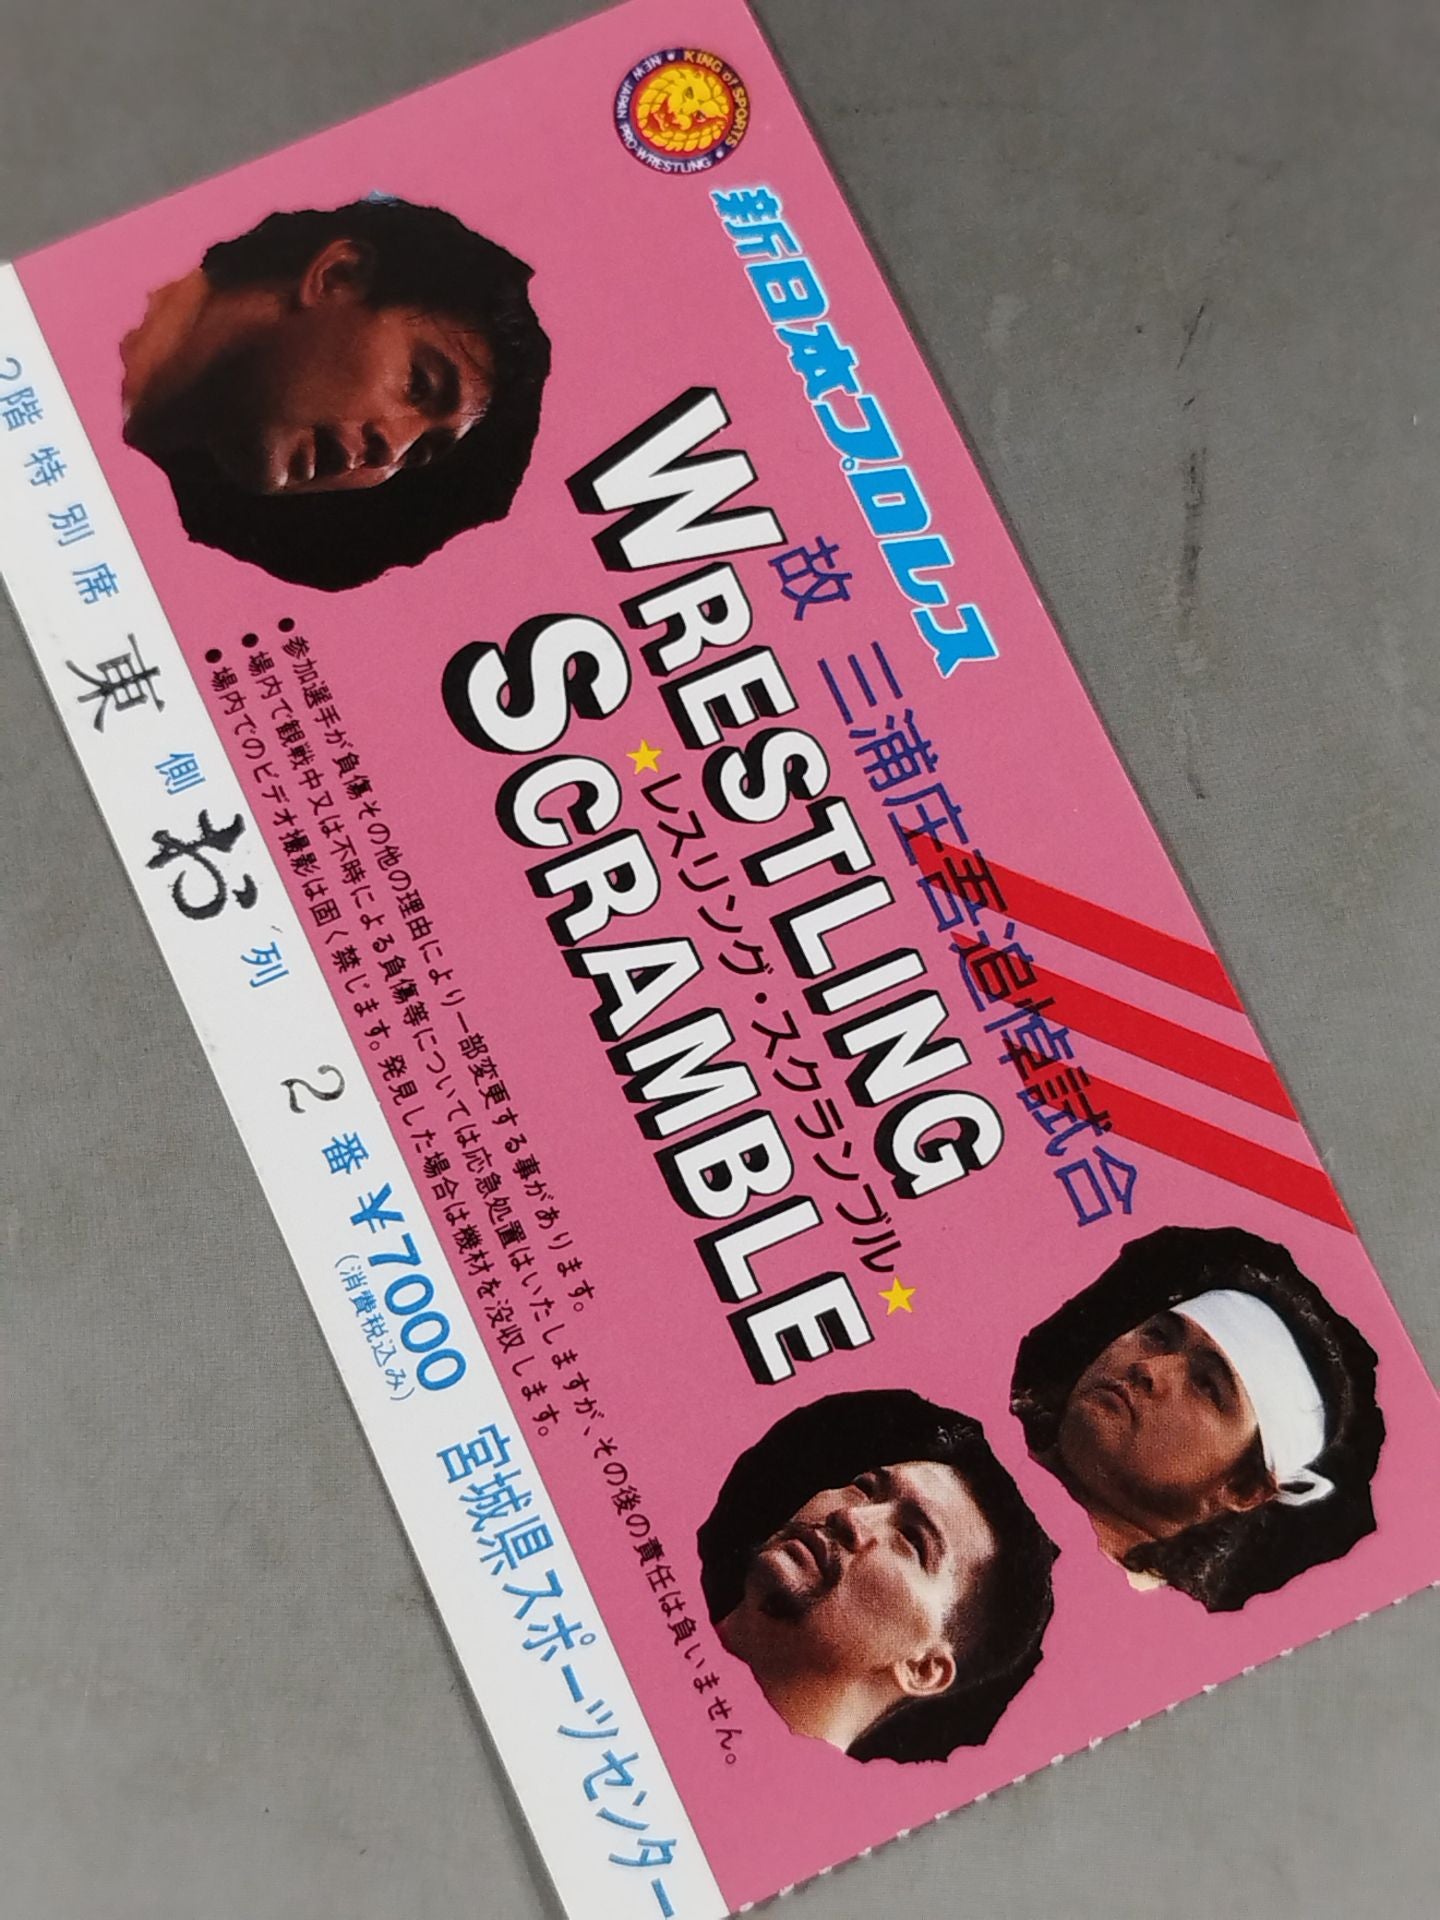 KING of SPORTS
NEW JAPAN PRO-WRESTLING
新日本プロレス
故 三浦庄吾追悼試合
WRESTLING
★レスリング・スクランブル★
SCRAMBLE
●参加選手が負傷その他の理由により一部変更する事があります。
●場内で観戦中又は不時による負傷等については応急処置はいたしますが、その後の責任は負いません。
●場内でのビデオ撮影は固く禁じます。発見した場合は機材を没収します。
2階特別席 東側 お列 2番 ¥7000 (消費税込み) 宮城県スポーツセンター